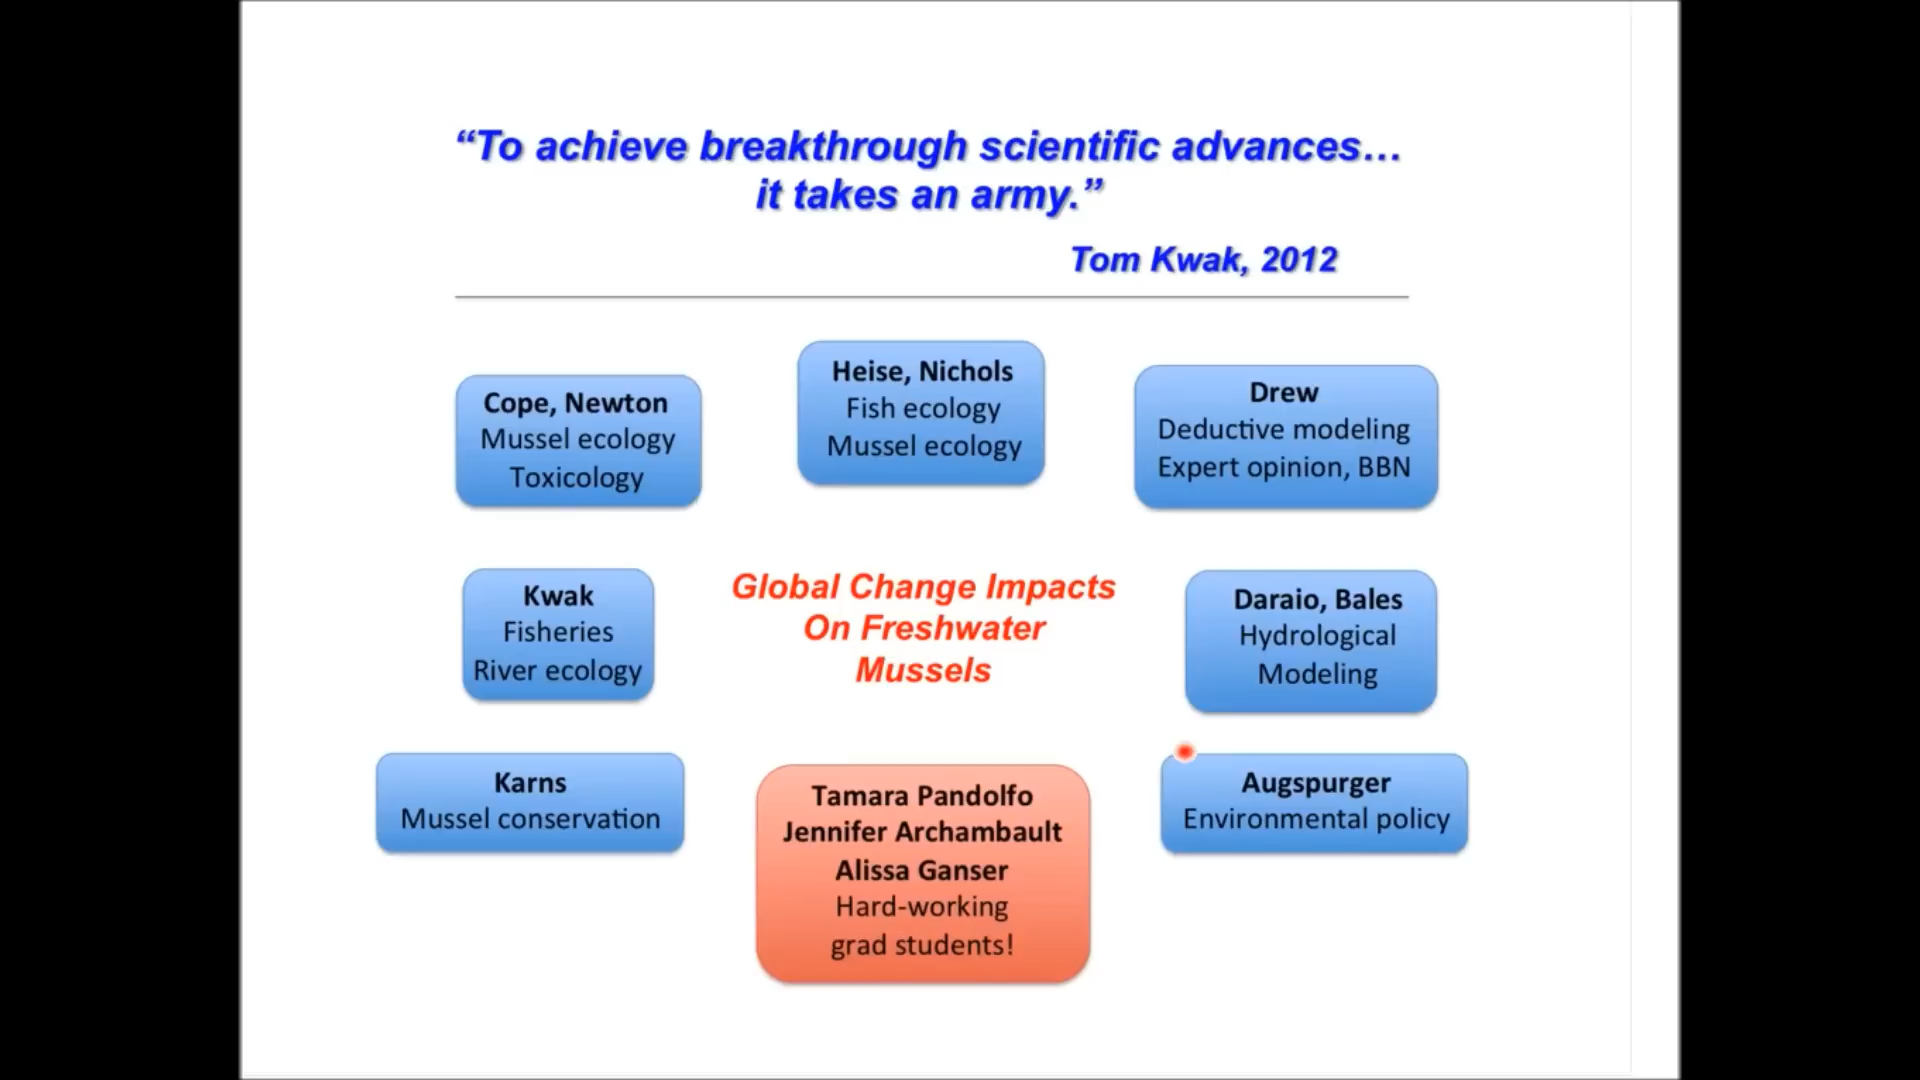 “To achieve breakthrough scientific advances…
it takes an army.”
Tom Kwak, 2012
Cope, Newton
Mussel ecology
Toxicology
Heise, Nichols
Fish ecology
Mussel ecology
Drew
Deductive modeling
Expert opinion, BBN
Kwak
Fisheries
River ecology
Global Change Impacts
On Freshwater
Mussels
Daraio, Bales
Hydrological
Modeling
Karns
Mussel conservation
Tamara Pandolfo
Jennifer Archambault
Alissa Ganser
Hard-working
grad students!
Augspurger
Environmental policy